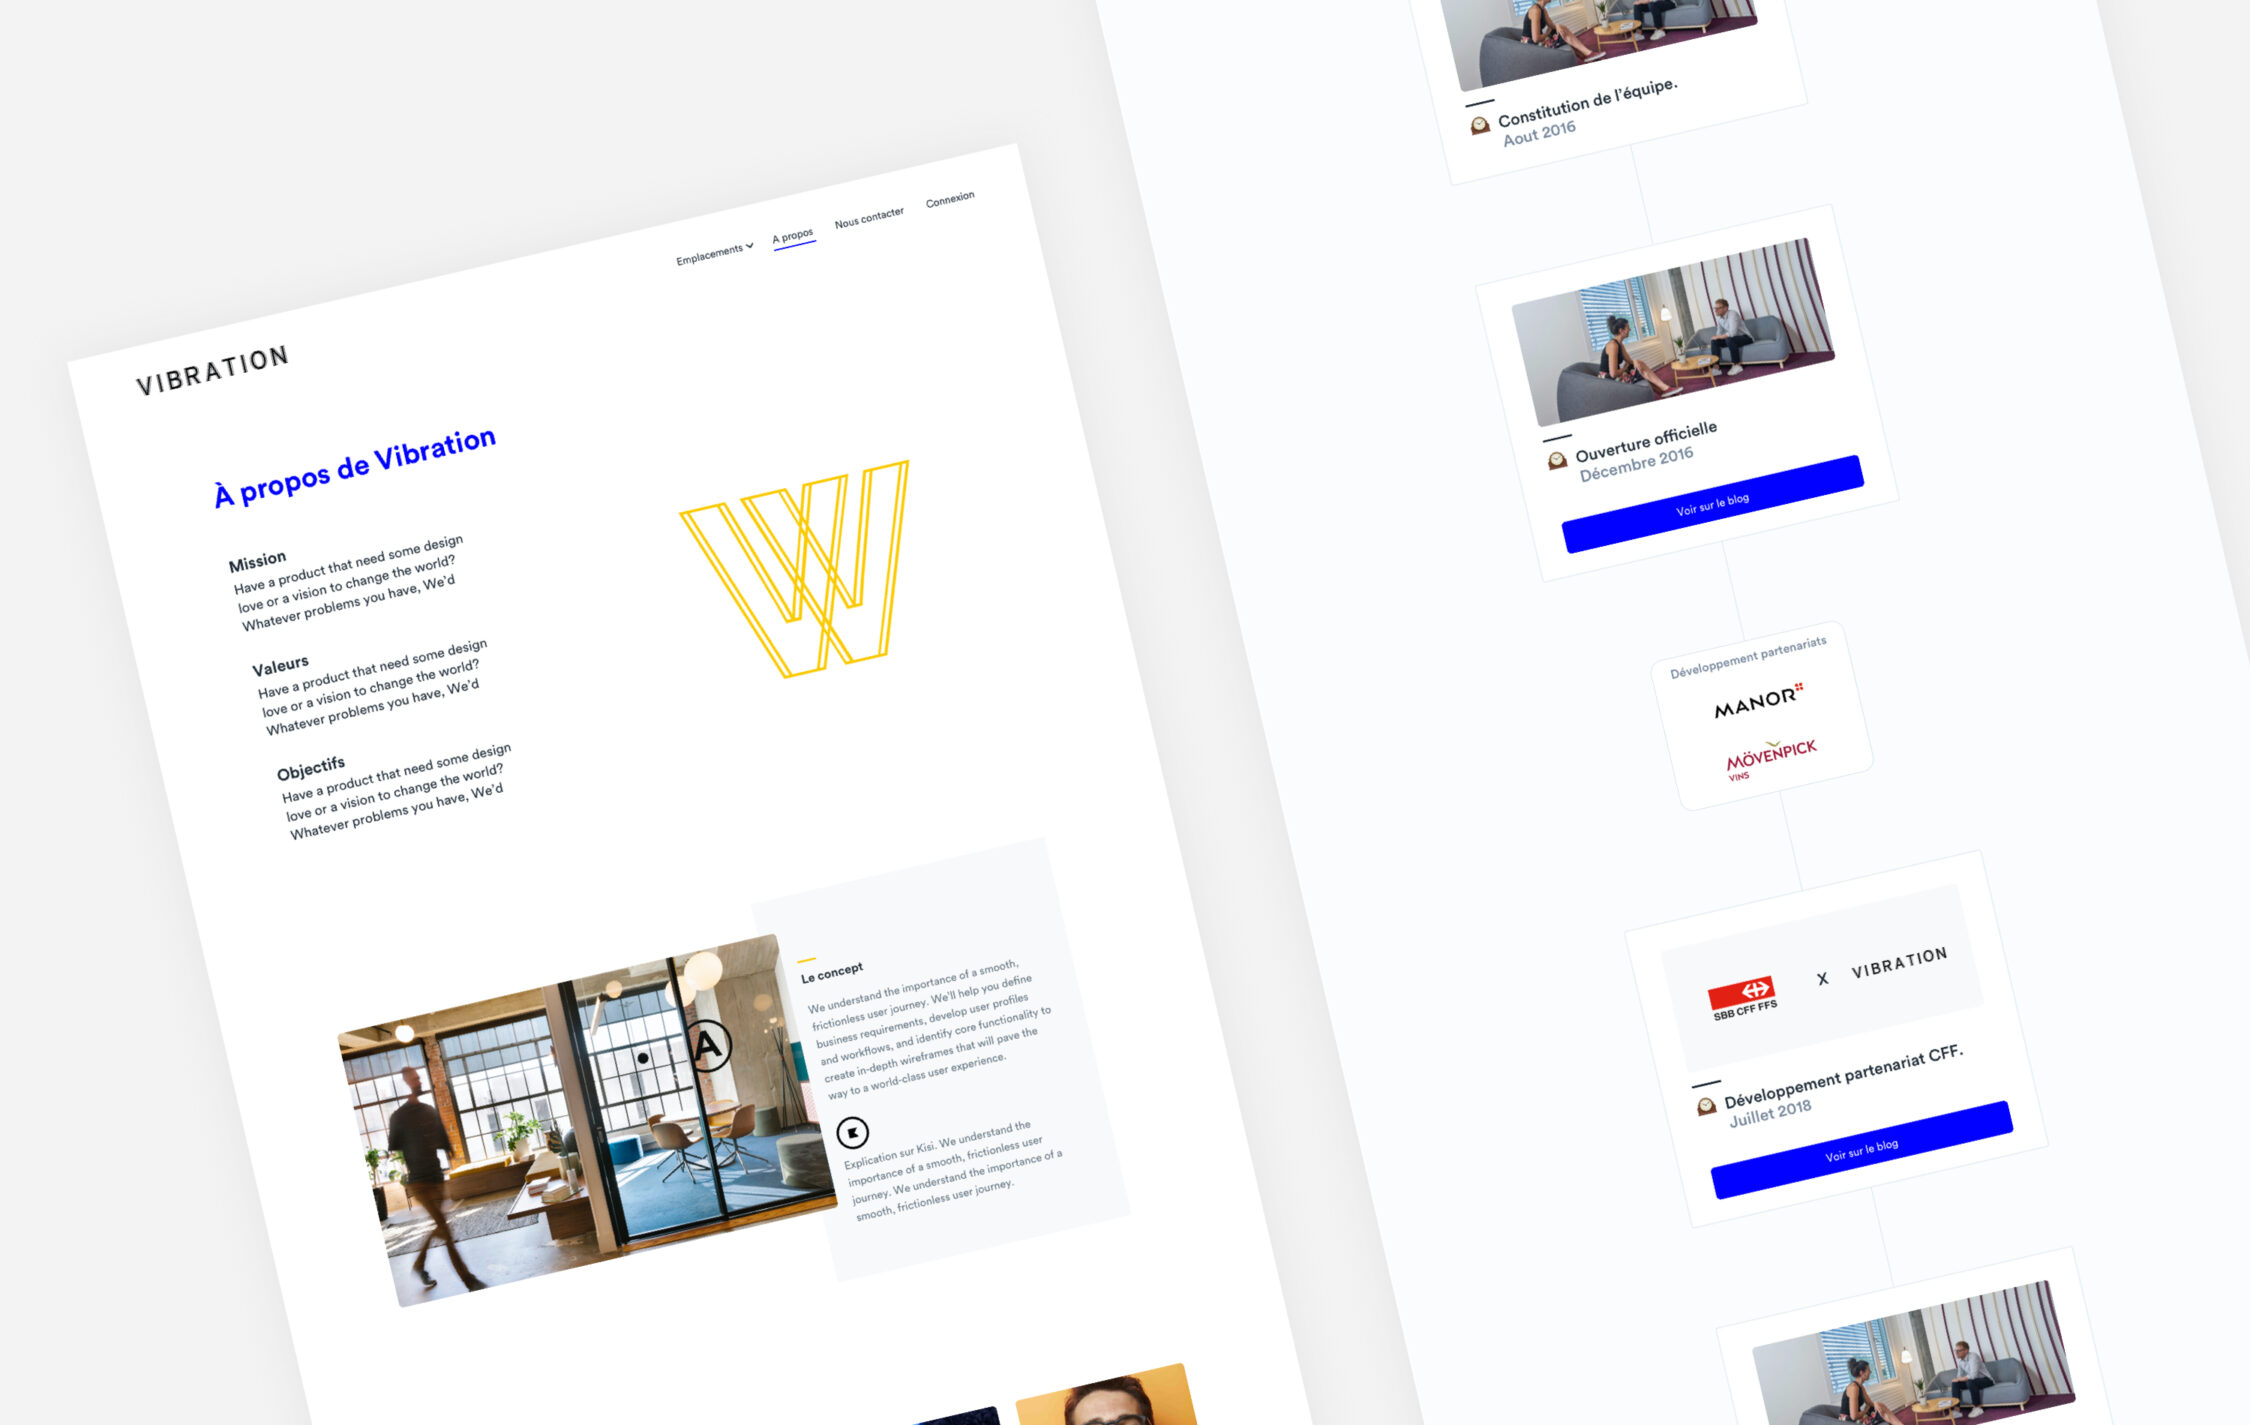 Emplacements
A propos
Nous contacter
Connexion
VIBRATION
À propos de Vibration
Mission
Have a product that need some design
love or a vision to change the world?
Whatever problems you have, We'd
Valeurs
Have a product that need some design
love or a vision to change the world?
Whatever problems you have, We'd
Objectifs
Have a product that need some design
love or a vision to change the world?
Whatever problems you have, We'd
W
A
Le concept
We understand the importance of a smooth,
frictionless user journey. We'll help you define
business requirements, develop user profiles
and workflows, and identify core functionality to
create in-depth wireframes that will pave the
way to a world-class user experience.
Explication sur Kisi. We understand the
importance of a smooth, frictionless user
journey. We understand the importance of a
smooth, frictionless user journey.
Constitution de l'équipe.
Aout 2016
Ouverture officielle
Décembre 2016
Voir sur le blog
Développement partenariats
MANOR
MÖVENPICK
VINS
SBB CFF FFS
X
VIBRATION
Développement partenariat CFF.
Juillet 2018
Voir sur le blog